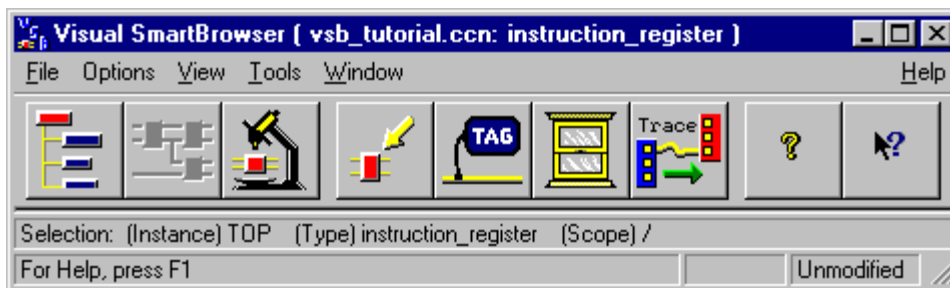 Visual SmartBrowser ( vsb_tutorial.ccn: instruction_register )
File Options View Tools Window Help
TAG Trace ? ?
Selection: (Instance) TOP (Type) instruction_register (Scope) /
For Help, press F1 Unmodified